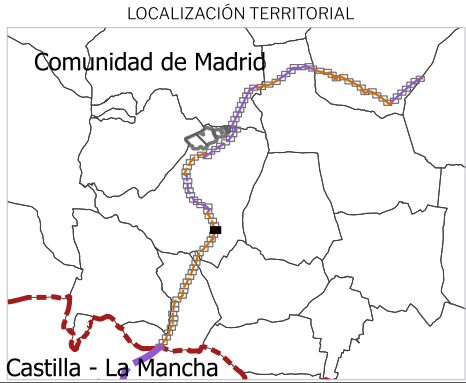 LOCALIZACIÓN TERRITORIAL
Comunidad de Madrid
Castilla - La Mancha